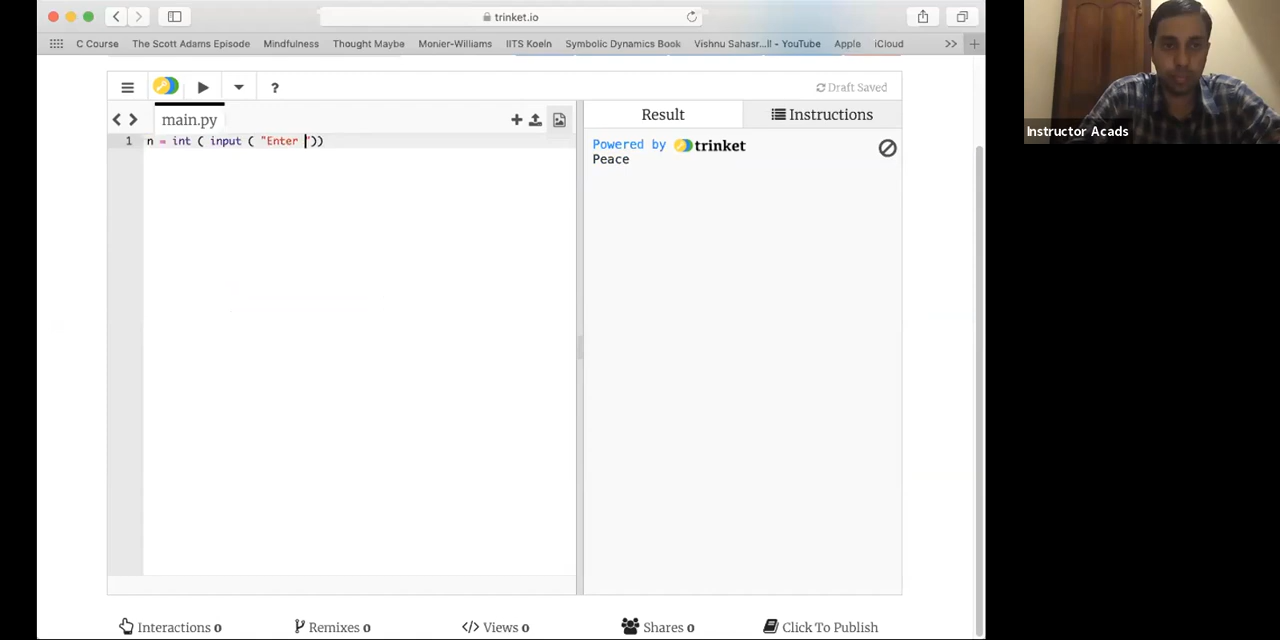 trinket.io
C Course The Scott Adams Episode Mindfulness Thought Maybe Monier-Williams IITS Koeln Symbolic Dynamics Book Vishnu Sahasr...!! - YouTube Apple iCloud >>
? Draft Saved
main.py
Result Instructions
1 n = int ( input ( "Enter "))
Powered by trinket
Peace
Interactions 0 Remixes 0 Views 0 Shares 0 Click To Publish
Instructor Acads